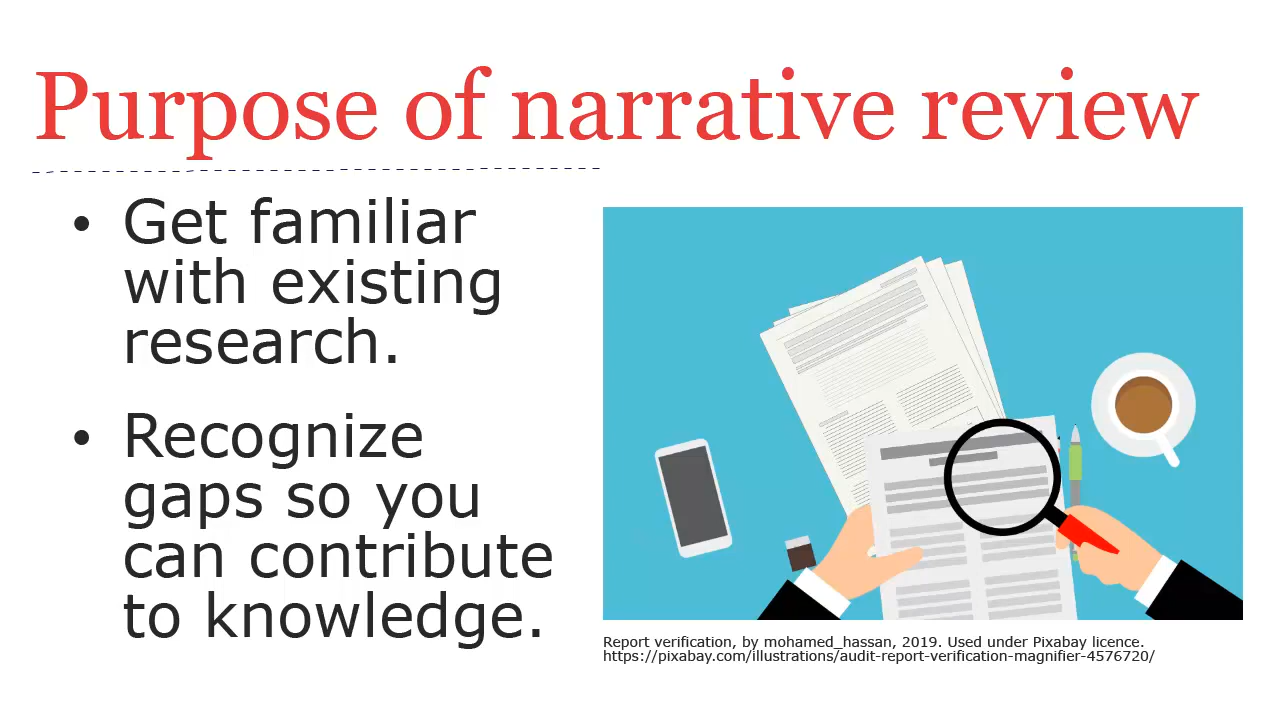 Purpose of narrative review
• Get familiar
with existing
research.
• Recognize
gaps so you
can contribute
to knowledge.
Report verification, by mohamed_hassan, 2019. Used under Pixabay licence.
https://pixabay.com/illustrations/audit-report-verification-magnifier-4576720/